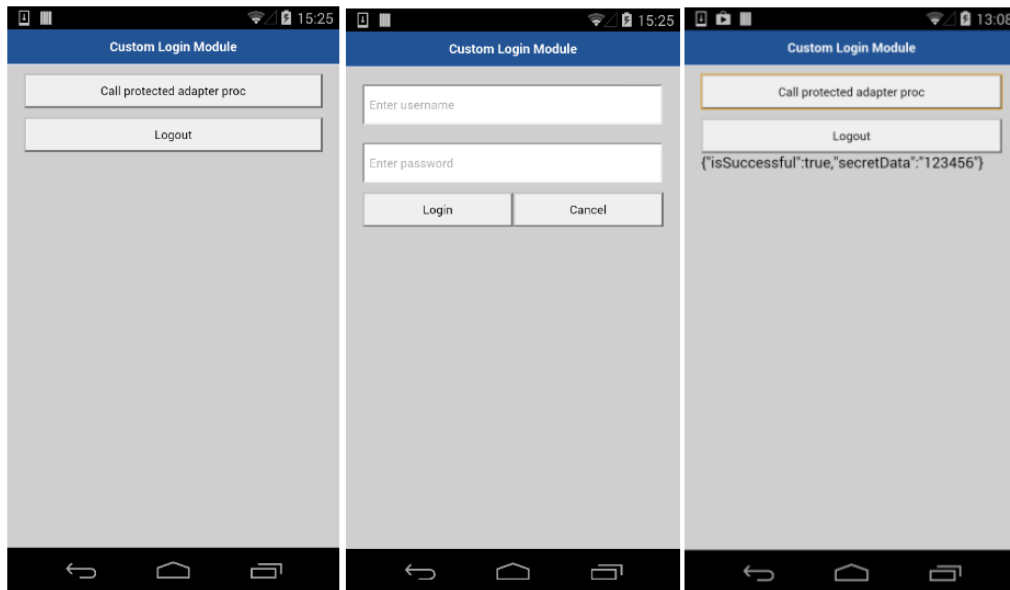 15:25
Custom Login Module
Call protected adapter proc
Logout
15:25
Custom Login Module
Enter username
Enter password
Login Cancel
13:08
Custom Login Module
Call protected adapter proc
Logout
{"isSuccessful":true,"secretData":"123456"}